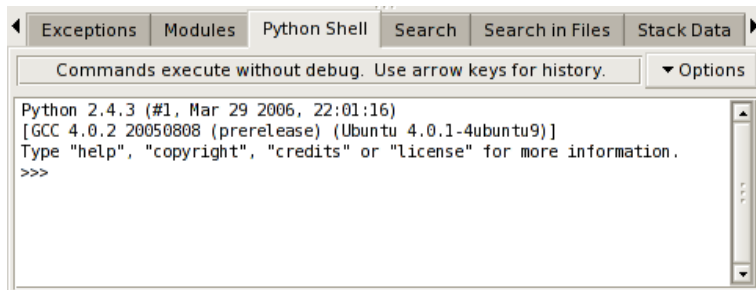 Exceptions Modules Python Shell Search Search in Files Stack Data
Commands execute without debug. Use arrow keys for history. Options
Python 2.4.3 (#1, Mar 29 2006, 22:01:16)
[GCC 4.0.2 20050808 (prerelease) (Ubuntu 4.0.1-4ubuntu9)]
Type "help", "copyright", "credits" or "license" for more information.
>>>